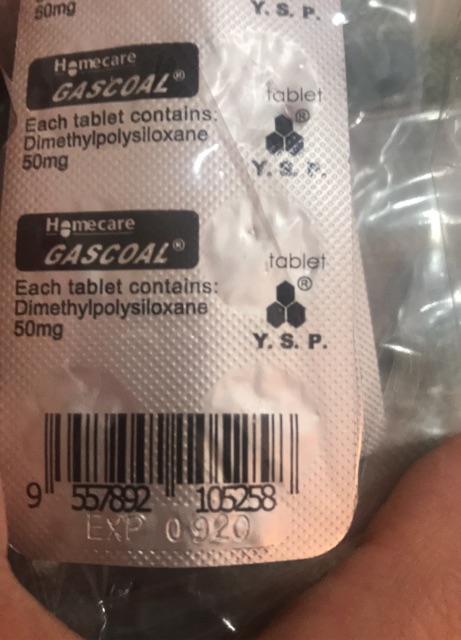 50mg
Y. S. P.
Homecare
GASCOAL®
tablet
Each tablet contains:
Dimethylpolysiloxane
50mg
®
Y. S. P.
Homecare
GASCOAL®
tablet
Each tablet contains:
Dimethylpolysiloxane
50mg
®
Y. S. P.
9 557892 105258
EXP 0920